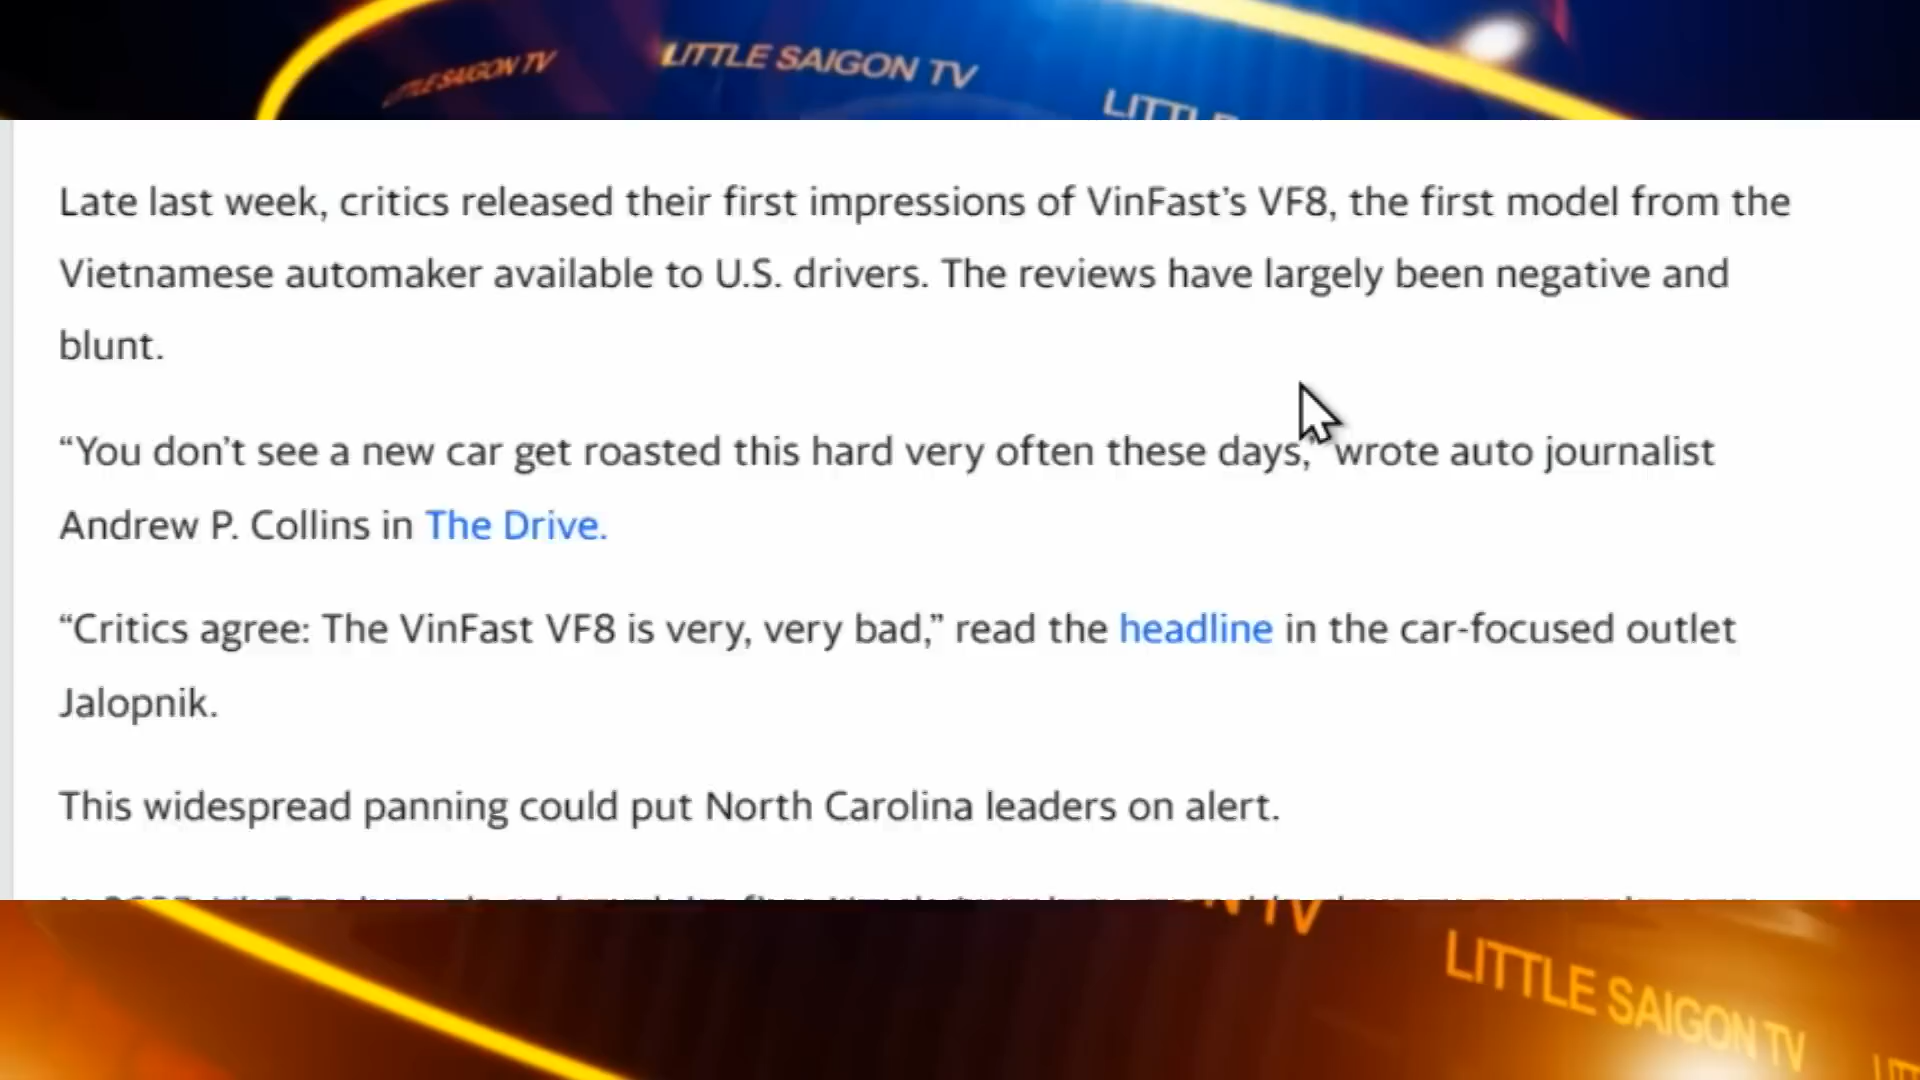 LITTLE SAIGON TV
LITTLE SAIGON TV
LITTLE
Late last week, critics released their first impressions of VinFast’s VF8, the first model from the
Vietnamese automaker available to U.S. drivers. The reviews have largely been negative and
blunt.
“You don’t see a new car get roasted this hard very often these days,” wrote auto journalist
Andrew P. Collins in The Drive.
“Critics agree: The VinFast VF8 is very, very bad,” read the headline in the car-focused outlet
Jalopnik.
This widespread panning could put North Carolina leaders on alert.
N TV
LITTLE SAIGON TV